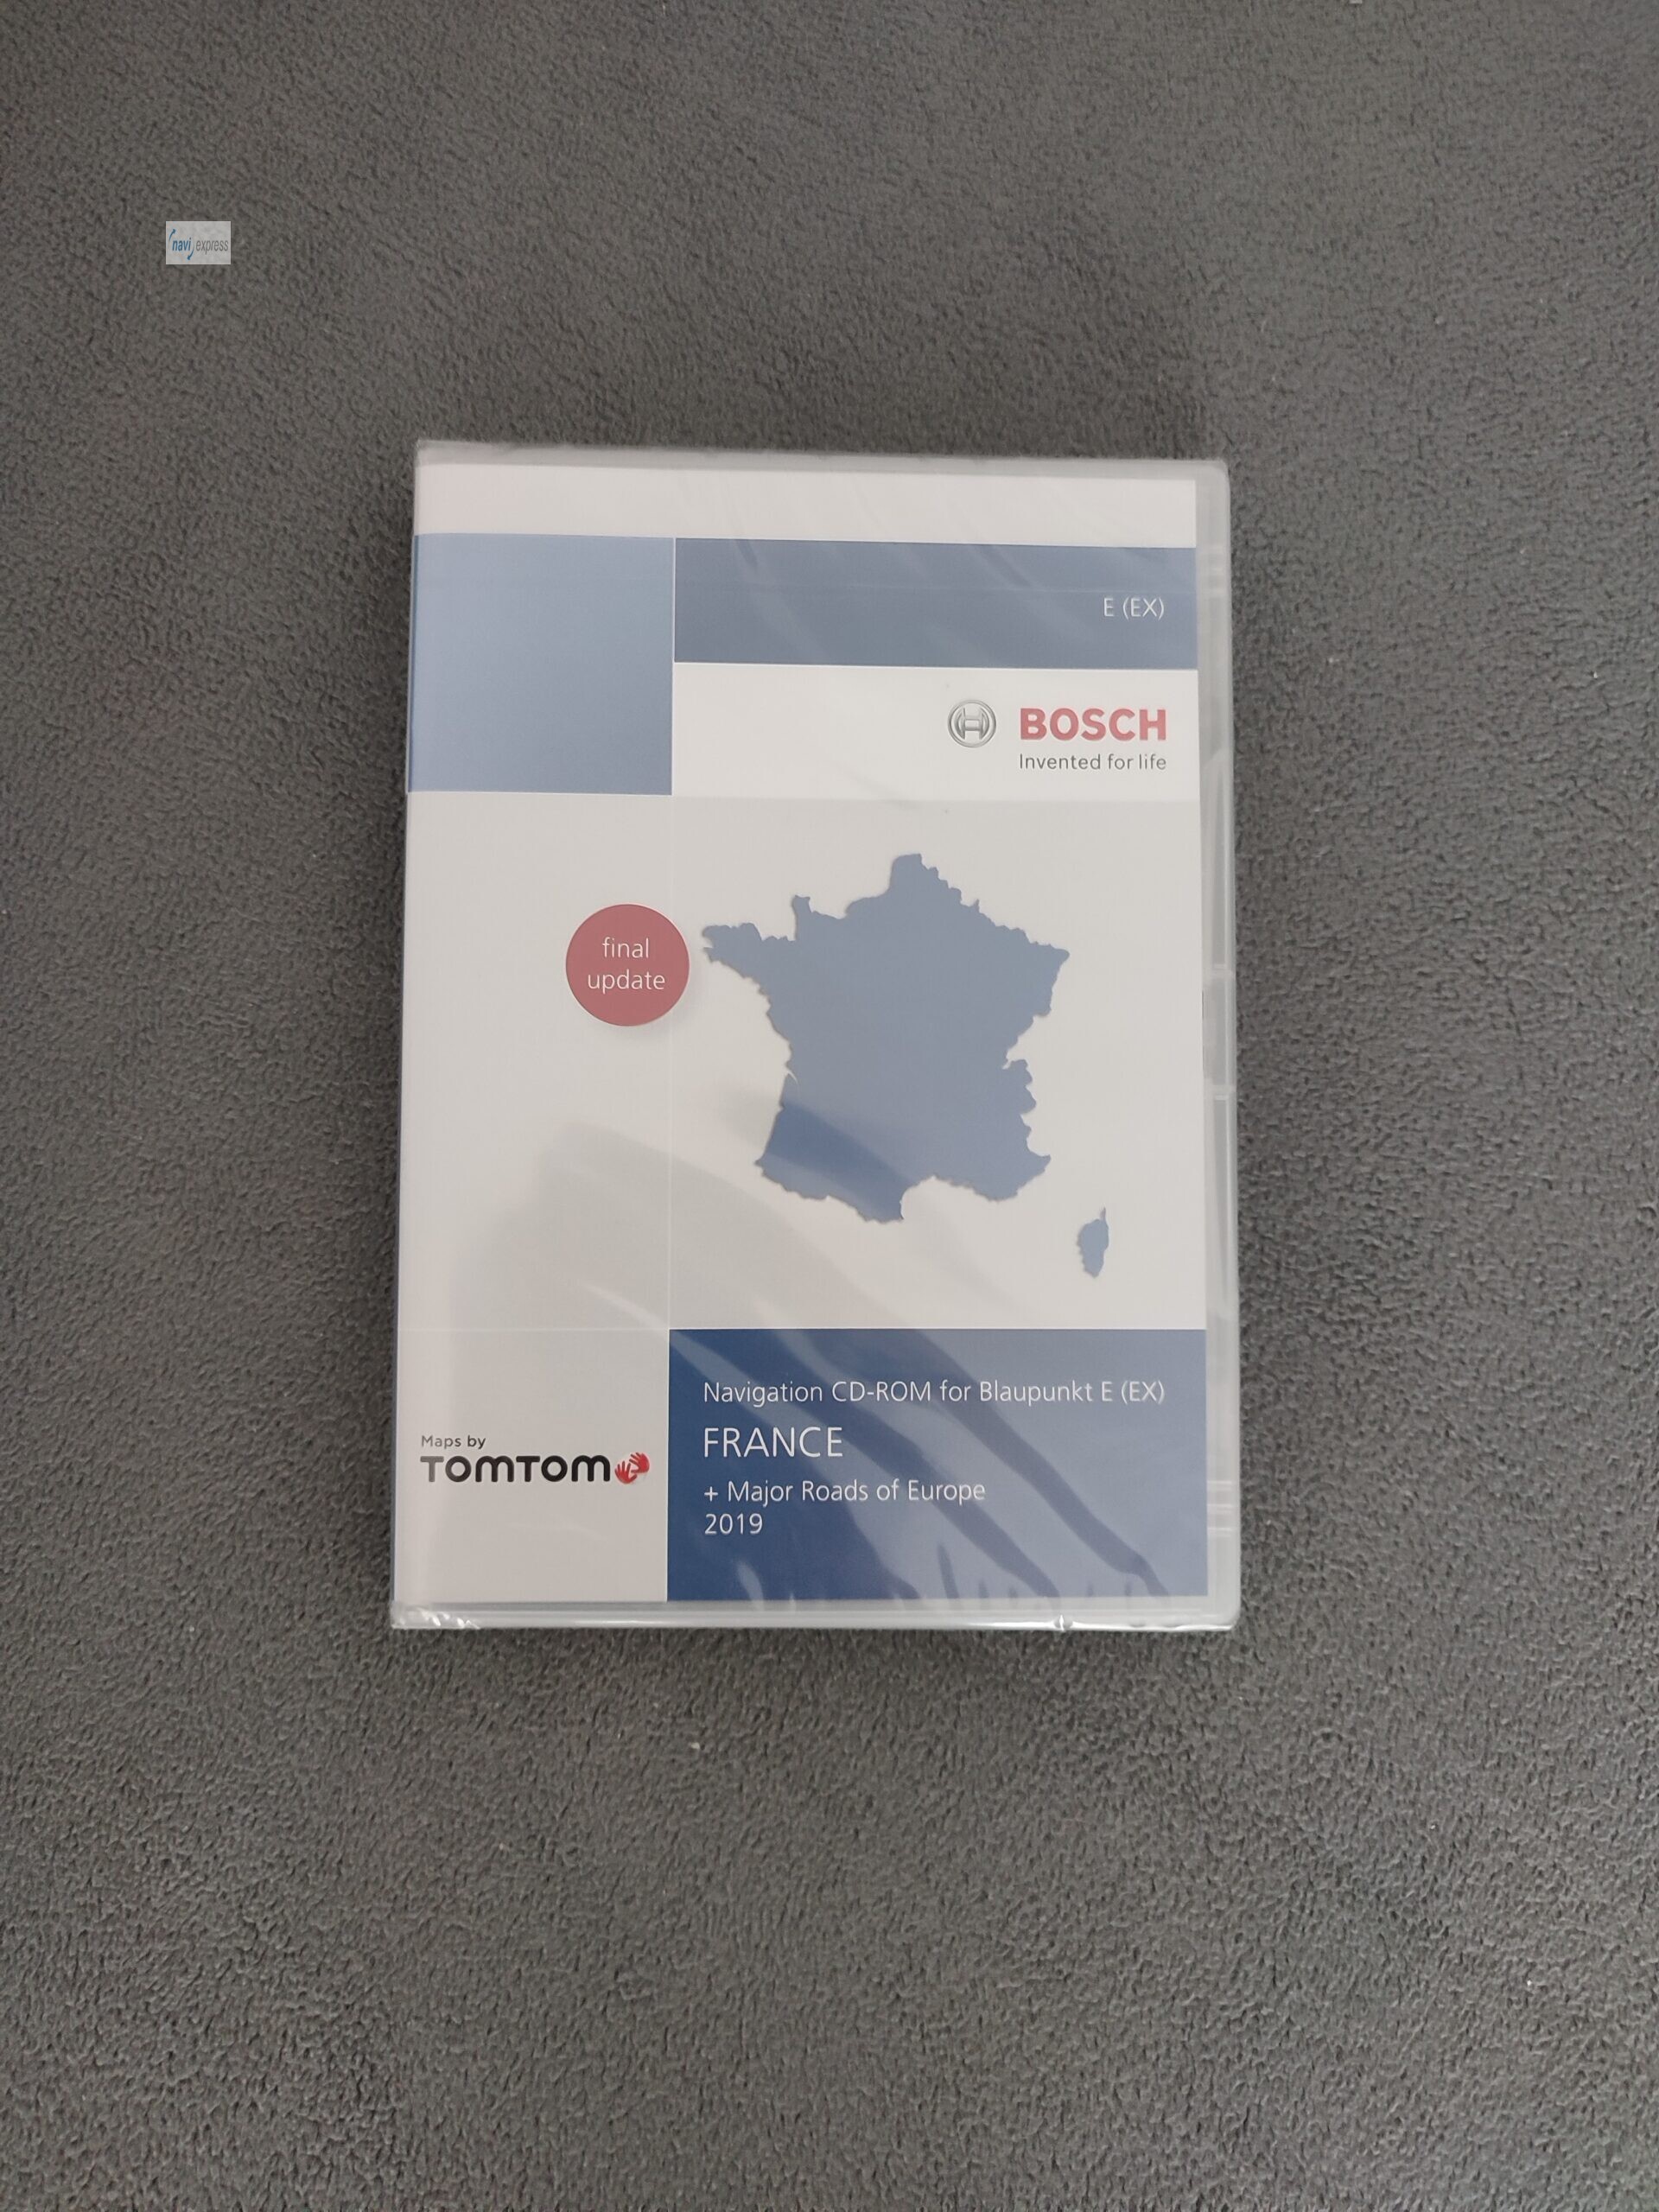 navi express
E (EX)
BOSCH
Invented for life
final
update
Navigation CD-ROM for Blaupunkt E (EX)
FRANCE
+ Major Roads of Europe
2019
Maps by
TOMTOM